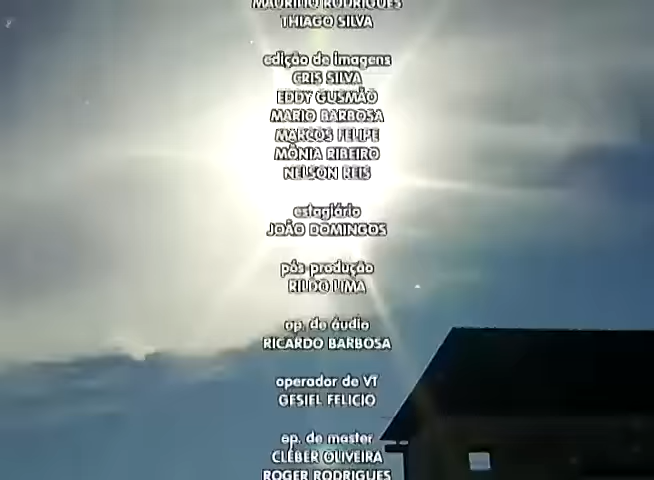 MAURINO RODRIGUES
THIAGO SILVA
edição de imagens
CRIS SILVA
EDDY GUSMÃO
MARIO BARBOSA
MARCOS FELIPE
MÔNIA RIBEIRO
NELSON REIS
estagiário
JOÃO DOMINGOS
pós produção
RILDO LIMA
op. de áudio
RICARDO BARBOSA
operador de VT
GESIEL FELICIO
op. de master
CLÉBER OLIVEIRA
ROGER RODRIGUES